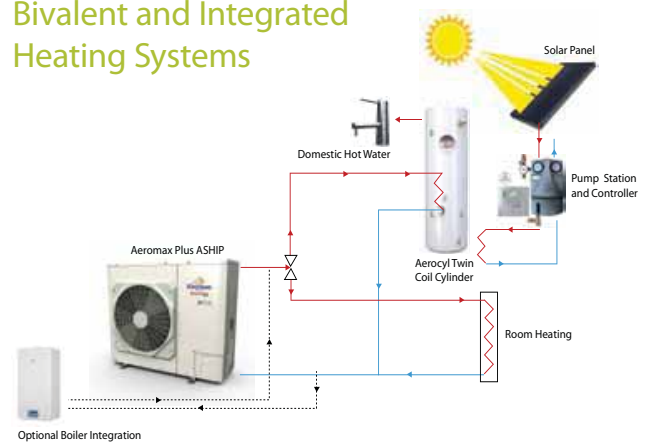 Bivalent and Integrated
Heating Systems
Solar Panel
Domestic Hot Water
Pump Station
and Controller
Aeromax Plus ASHP
Aerocyl Twin
Coil Cylinder
Room Heating
Optional Boiler Integration